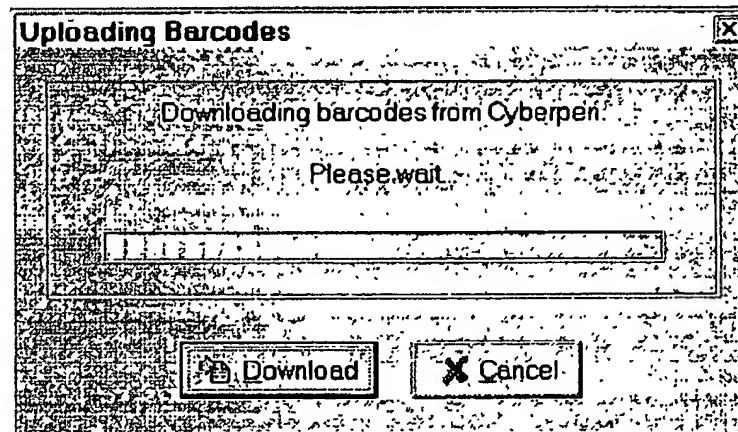 Uploading Barcodes
Downloading barcodes from Cyberpen.
Please wait...
Download
Cancel